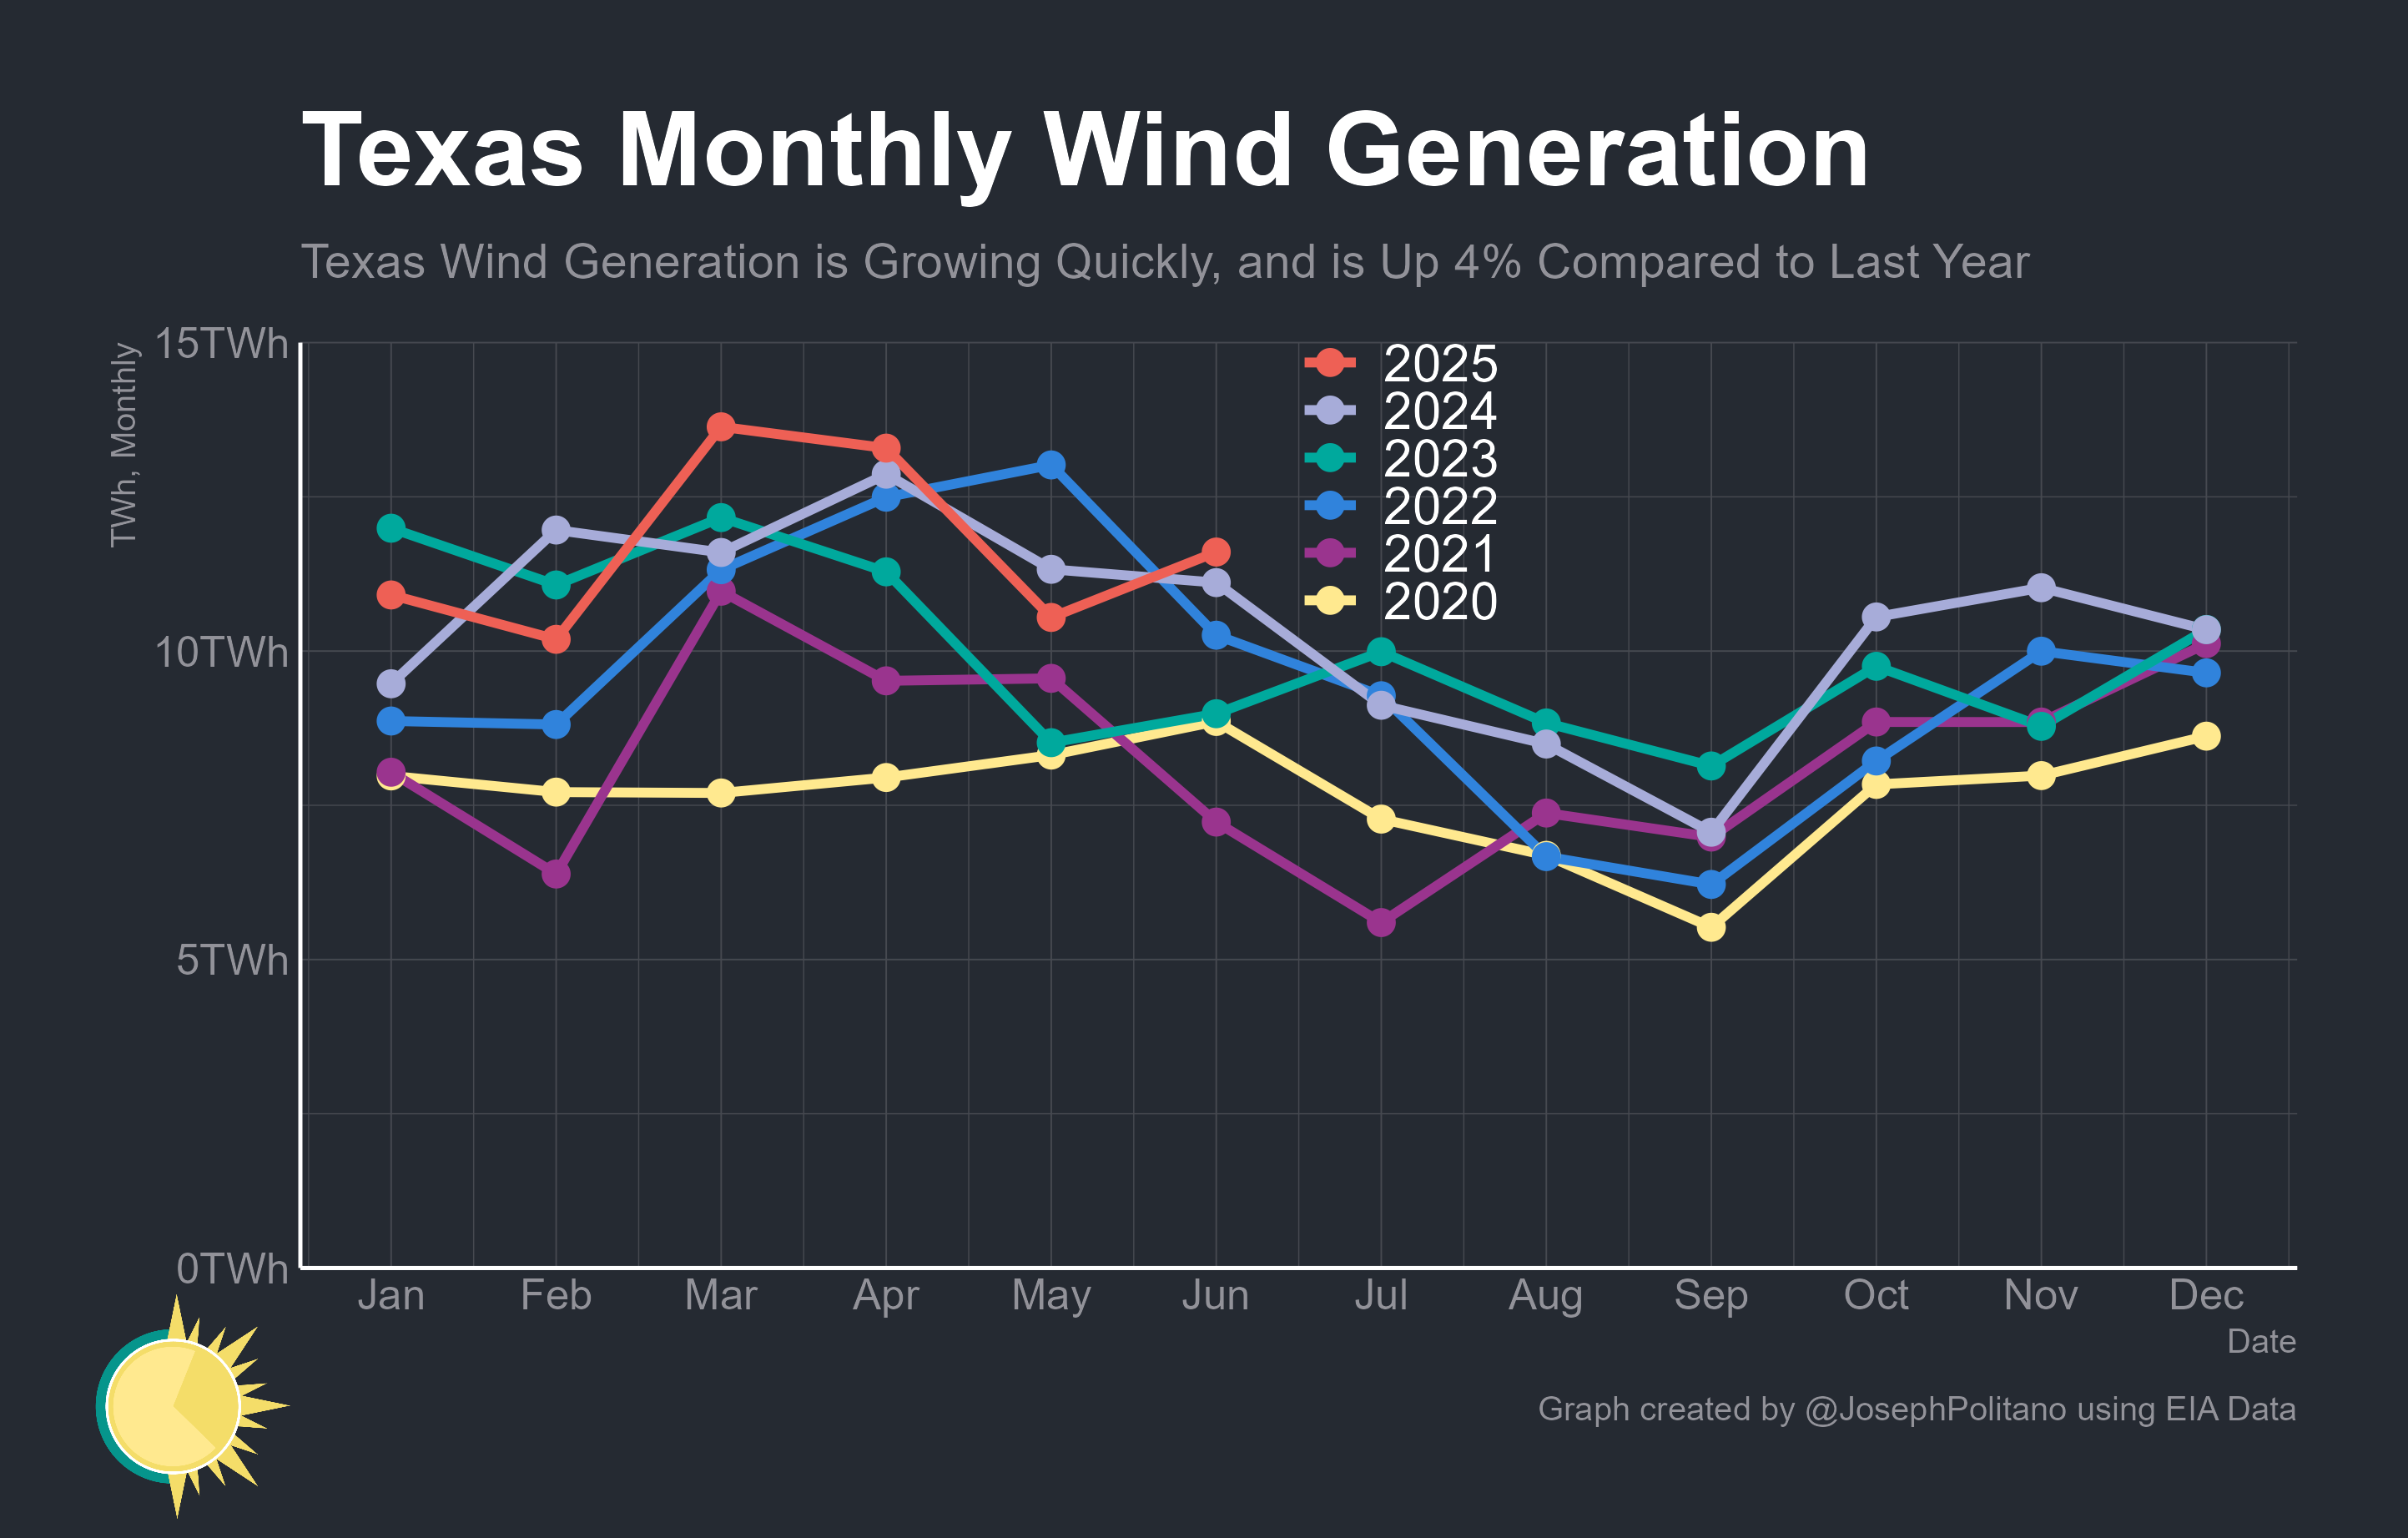 Texas Monthly Wind Generation
Texas Wind Generation is Growing Quickly, and is Up 4% Compared to Last Year
TWh, Monthly
15TWh
10TWh
5TWh
0TWh
2025
2024
2023
2022
2021
2020
Jan Feb Mar Apr May Jun Jul Aug Sep Oct Nov Dec
Date
Graph created by @JosephPolitano using EIA Data